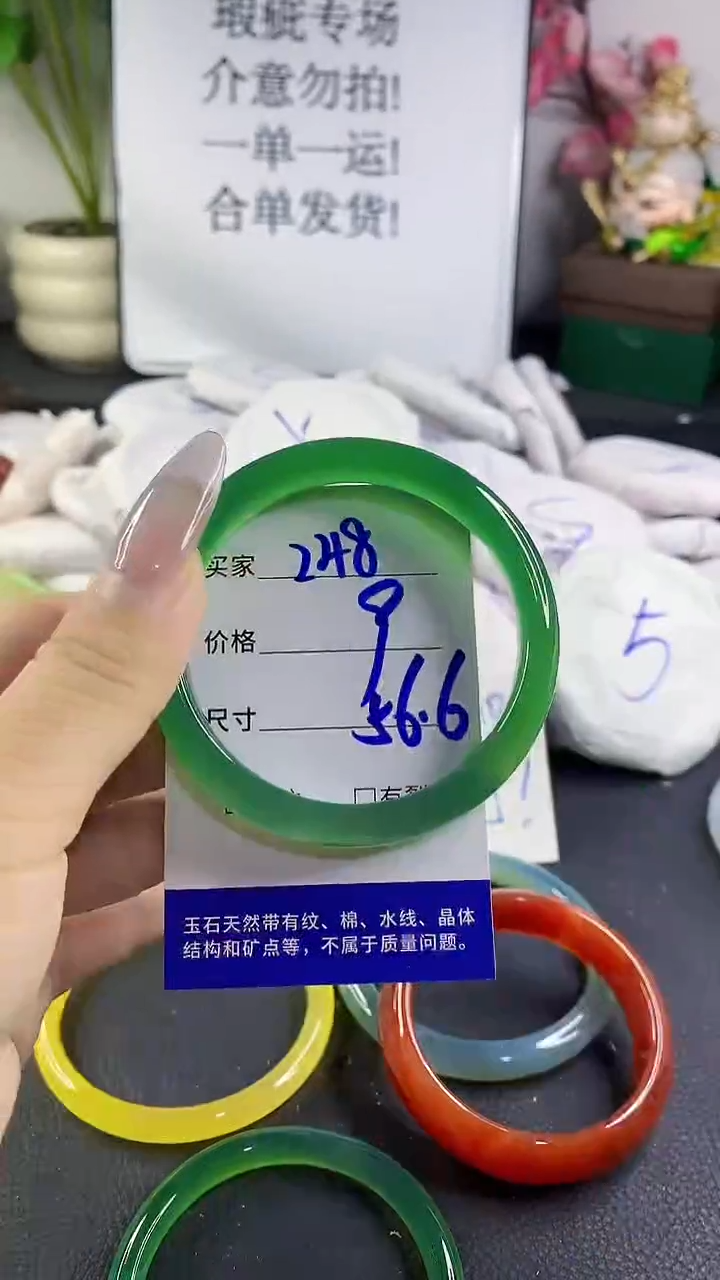 瑕疵专场
介意勿拍!
一单一运!
合单发货!
买家 248
价格 9
尺寸 56.6
□有裂
玉石天然带有纹、棉、水线、晶体
结构和矿点等，不属于质量问题。
5